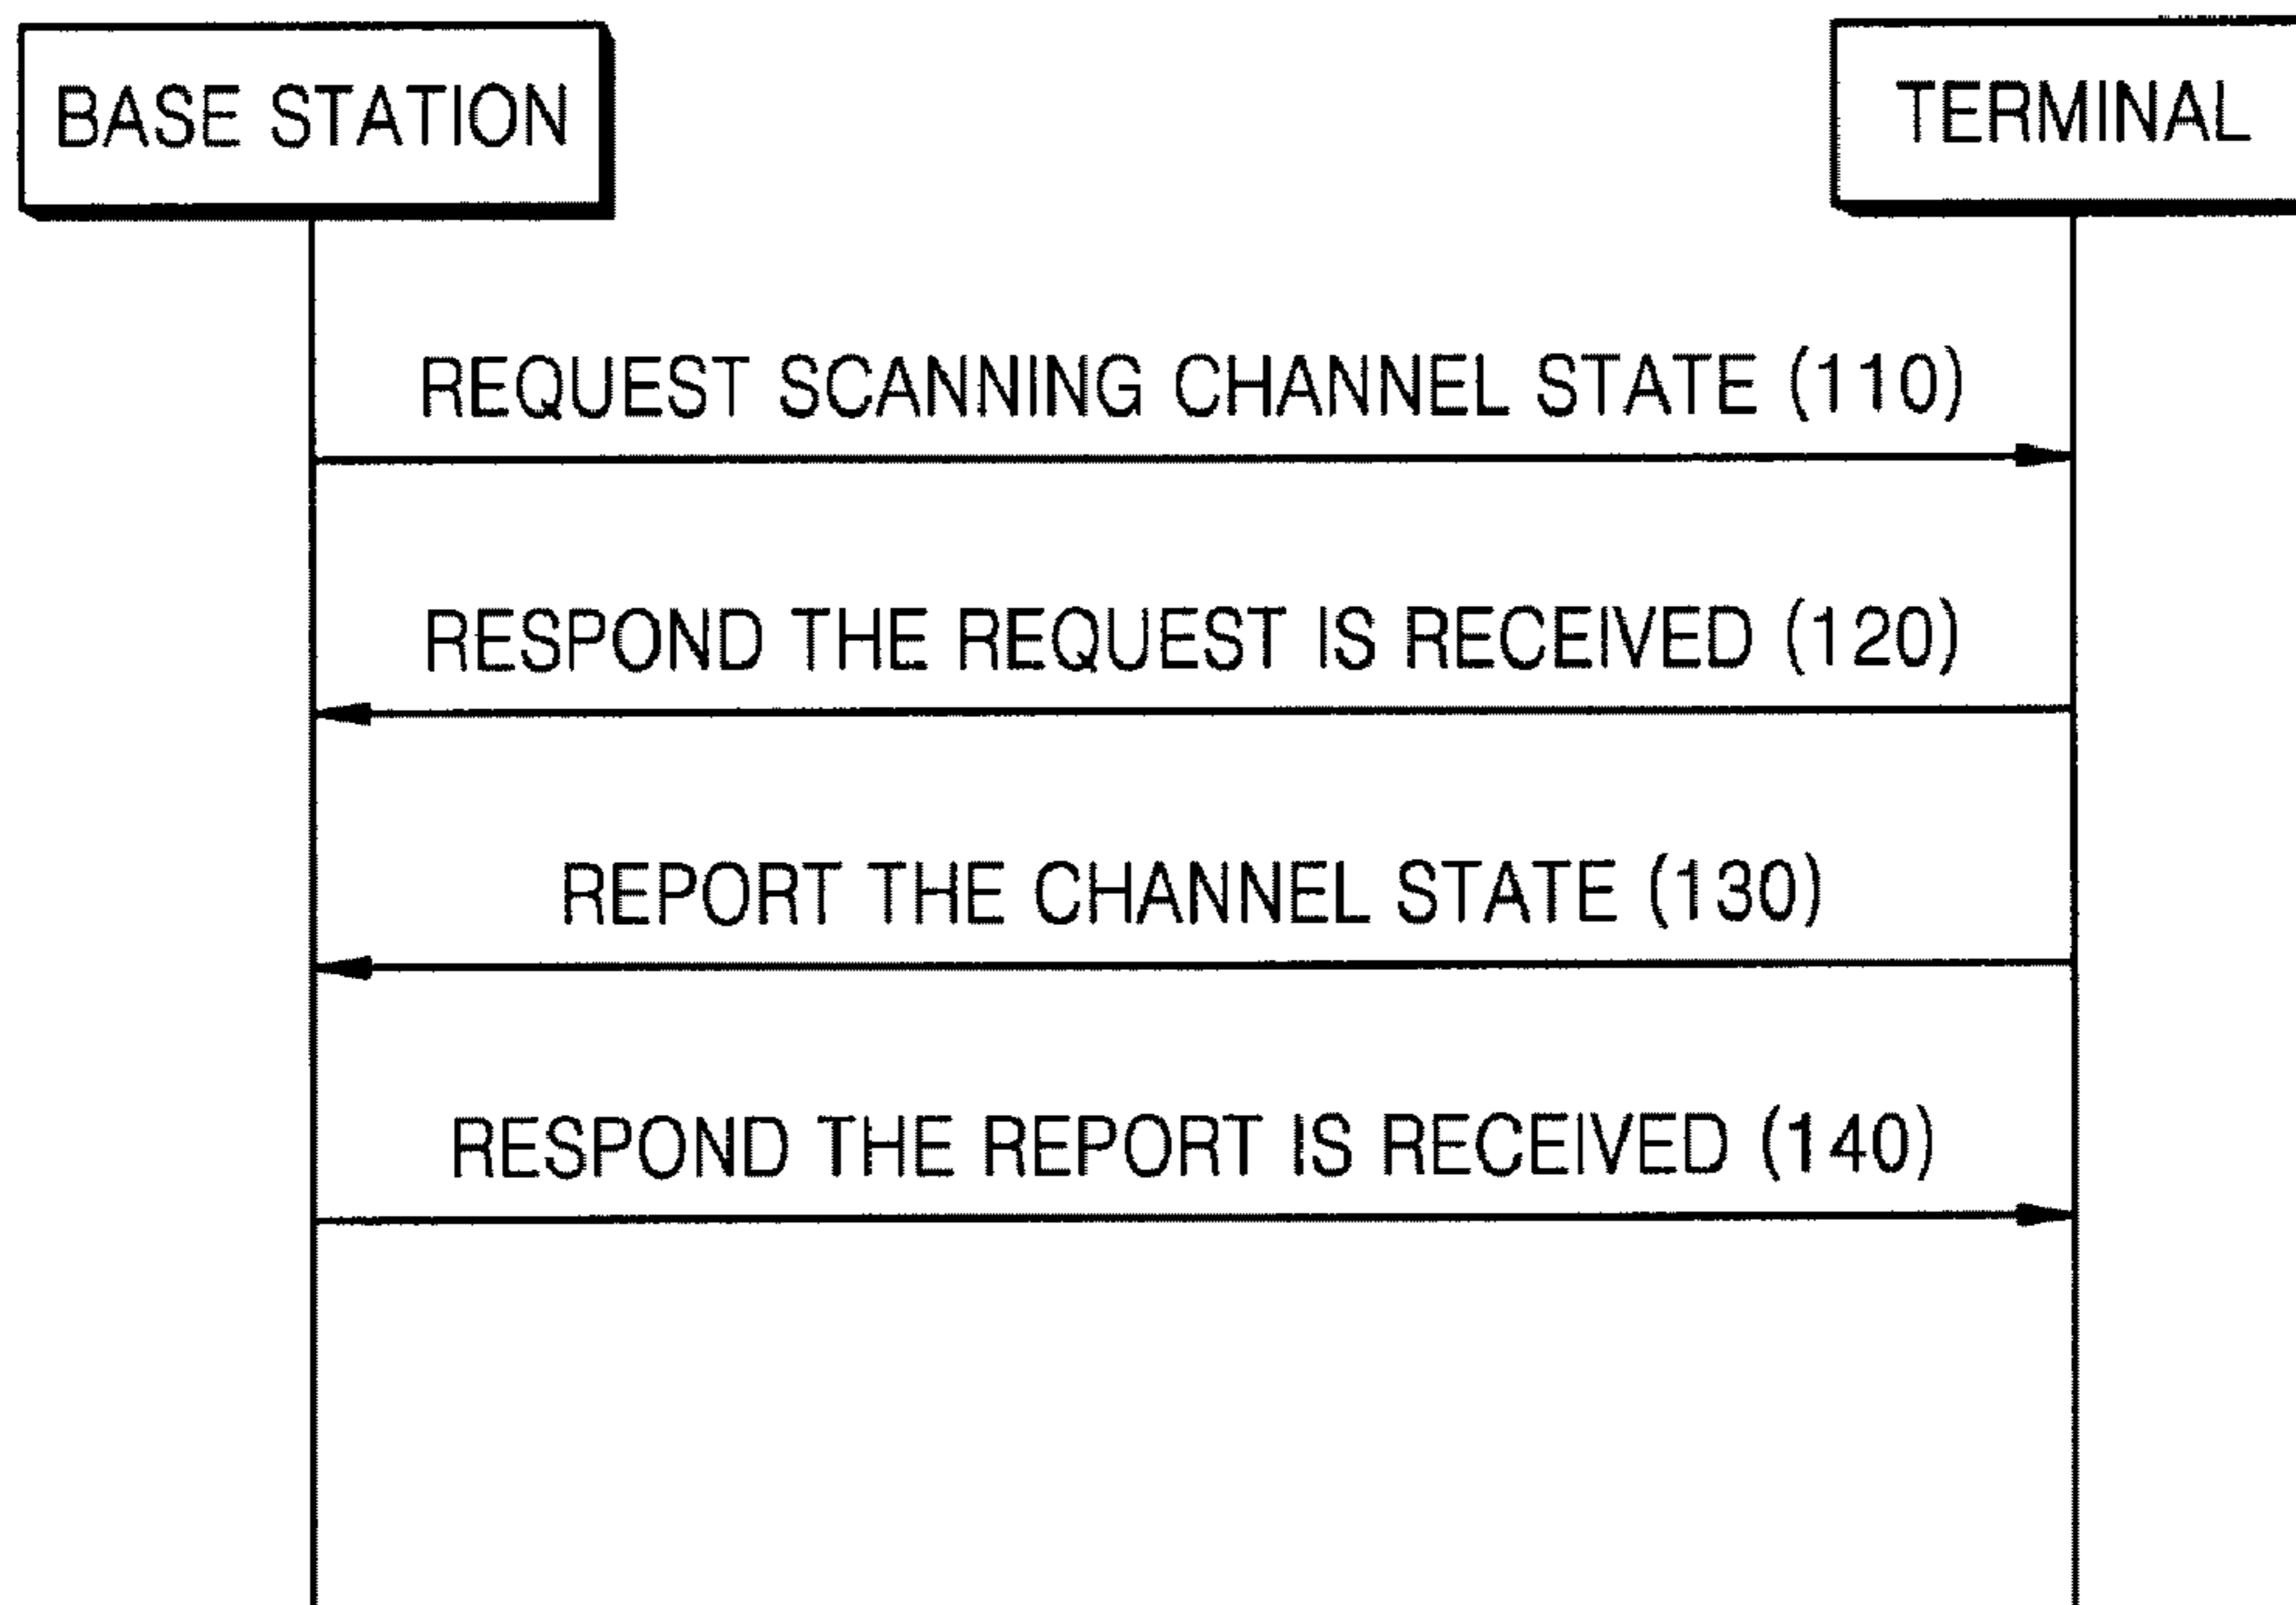 BASE STATION
TERMINAL
REQUEST SCANNING CHANNEL STATE (110)
RESPOND THE REQUEST IS RECEIVED (120)
REPORT THE CHANNEL STATE (130)
RESPOND THE REPORT IS RECEIVED (140)